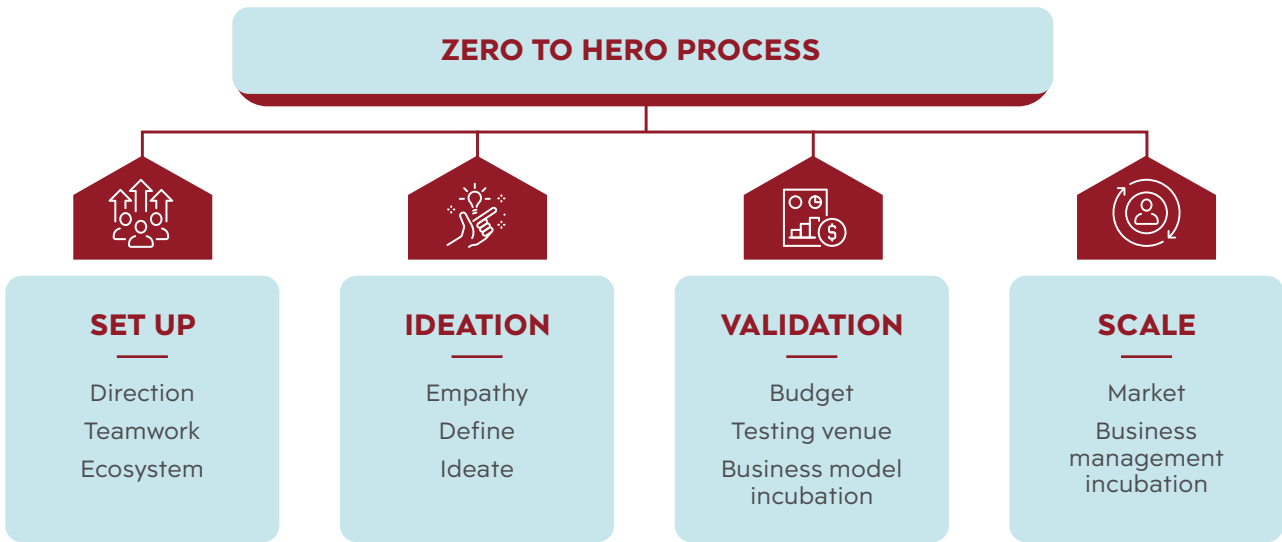 ZERO TO HERO PROCESS
SET UP
Direction
Teamwork
Ecosystem
IDEATION
Empathy
Define
Ideate
VALIDATION
Budget
Testing venue
Business model
incubation
SCALE
Market
Business
management
incubation